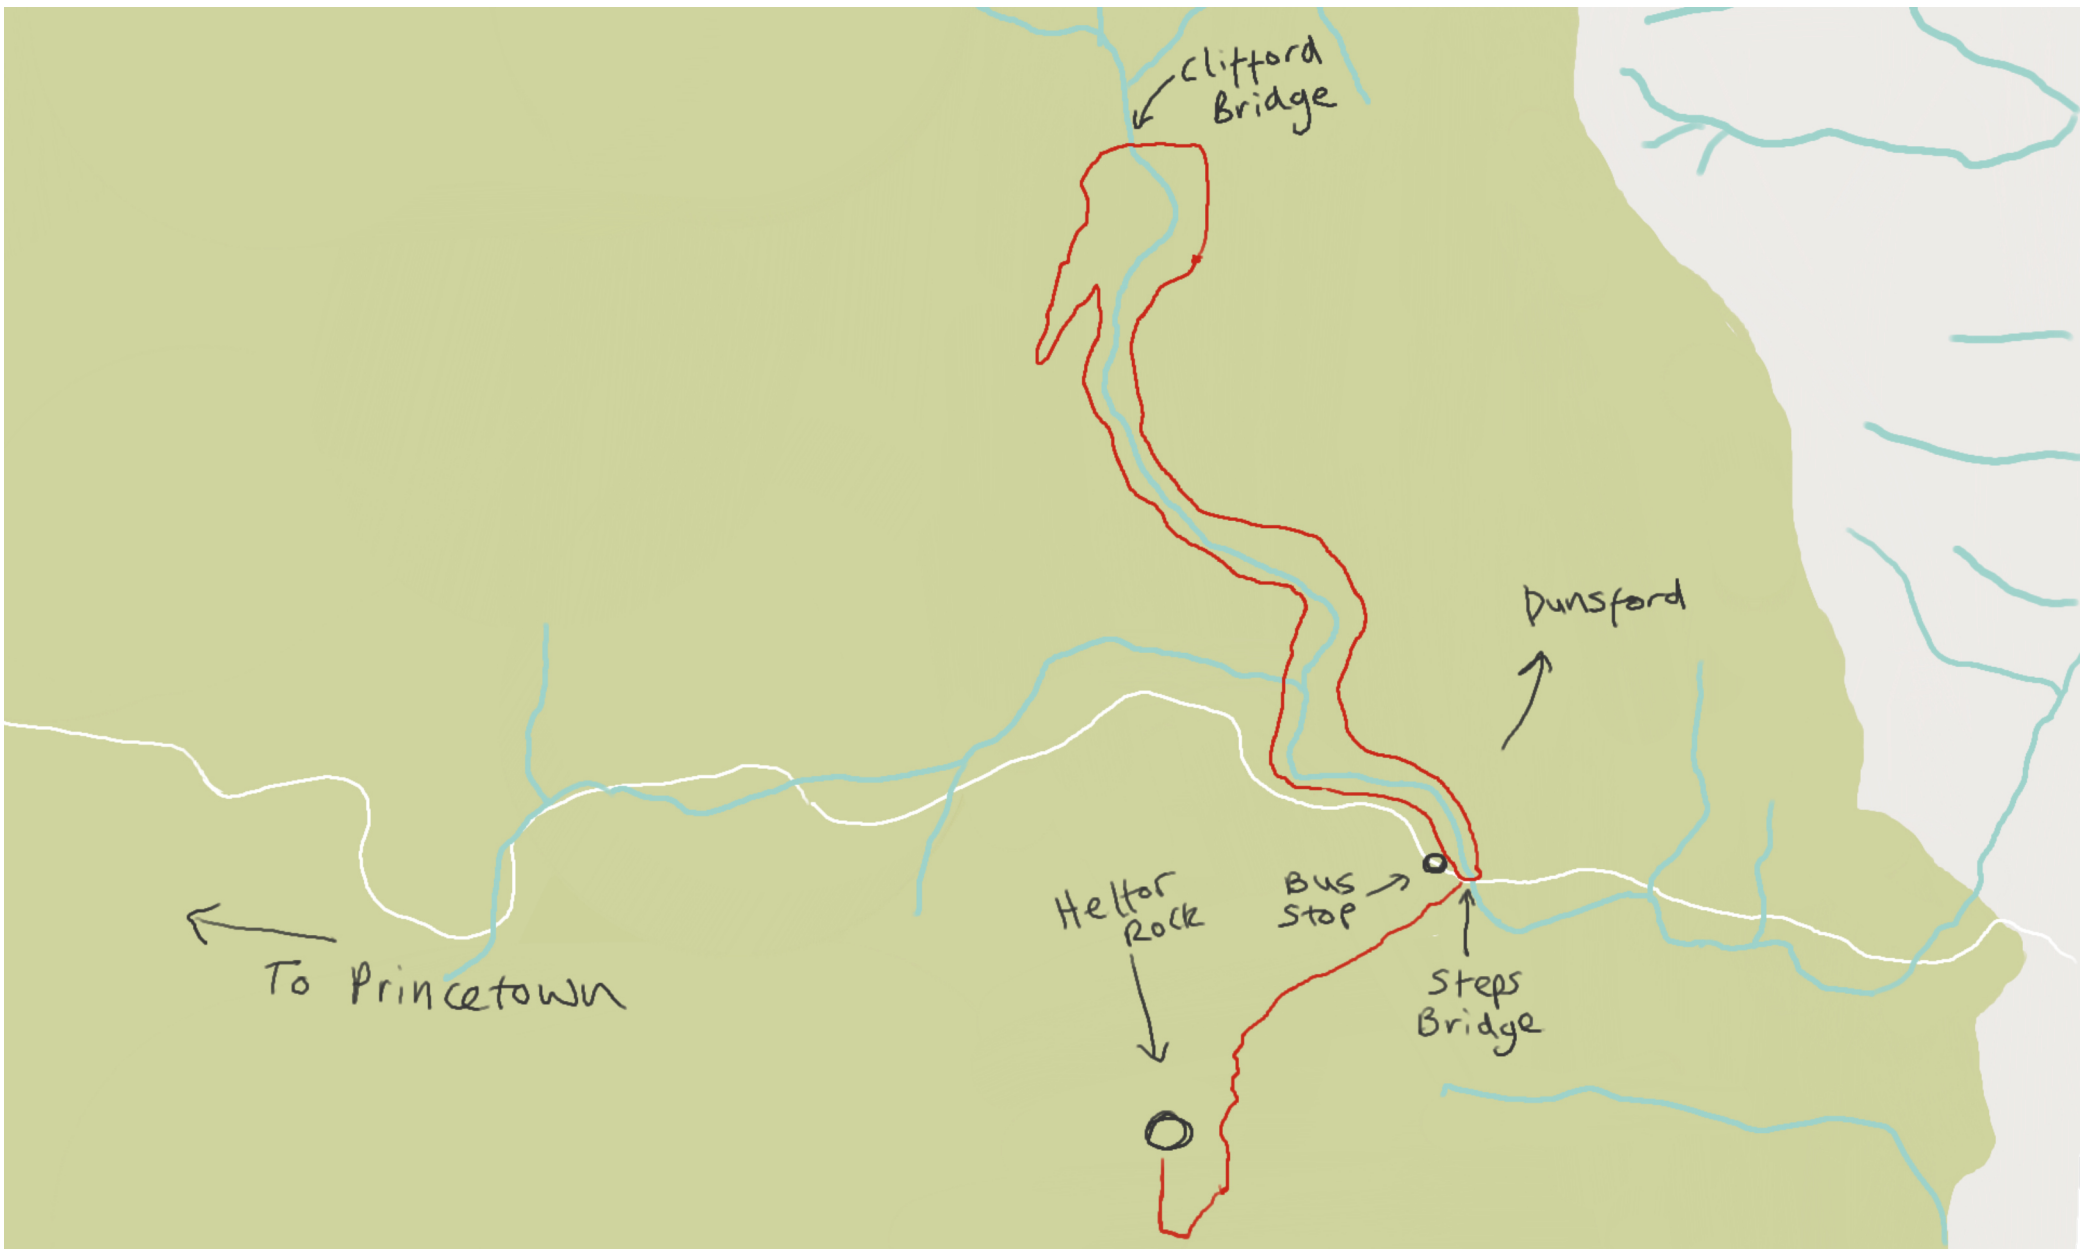 Clifford
Bridge
Dunsford
Heltor
Rock
Bus
Stop
Steps
Bridge
To Princetown